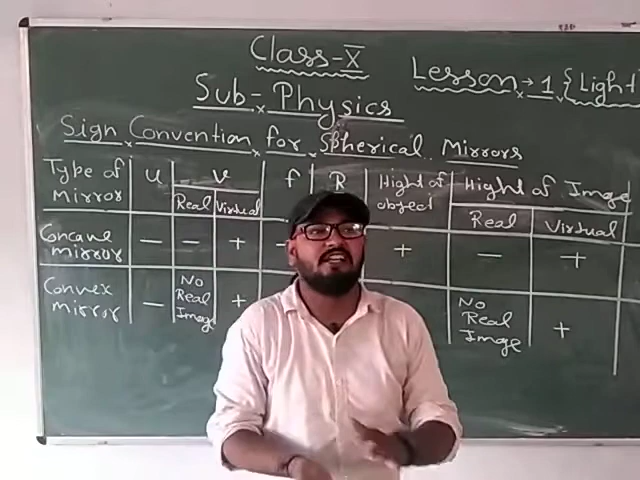 Class-X
Sub-Physics
Lesson → 1 {Light
Sign Convention for Spherical Mirrors
Type of Mirror u v f R Hight of object Hight of Image
Real Virtual Real Virtual
Concave mirror — — + — + — +
Convex mirror — No Real Image + No Real Image +